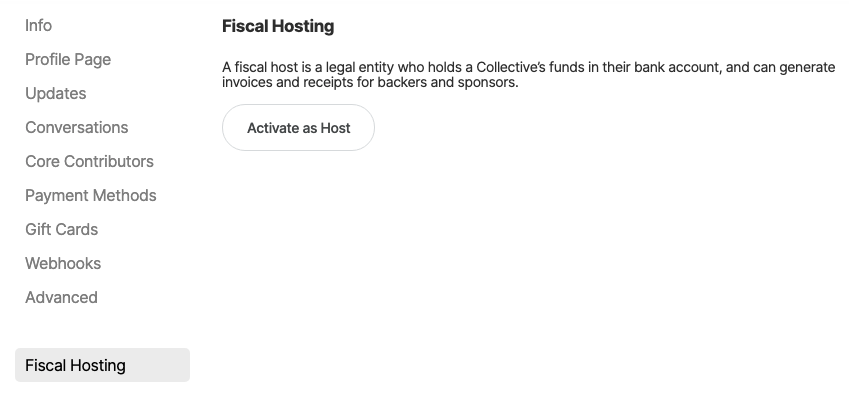 Info
Profile Page
Updates
Conversations
Core Contributors
Payment Methods
Gift Cards
Webhooks
Advanced
Fiscal Hosting
Fiscal Hosting
A fiscal host is a legal entity who holds a Collective's funds in their bank account, and can generate
invoices and receipts for backers and sponsors.
Activate as Host